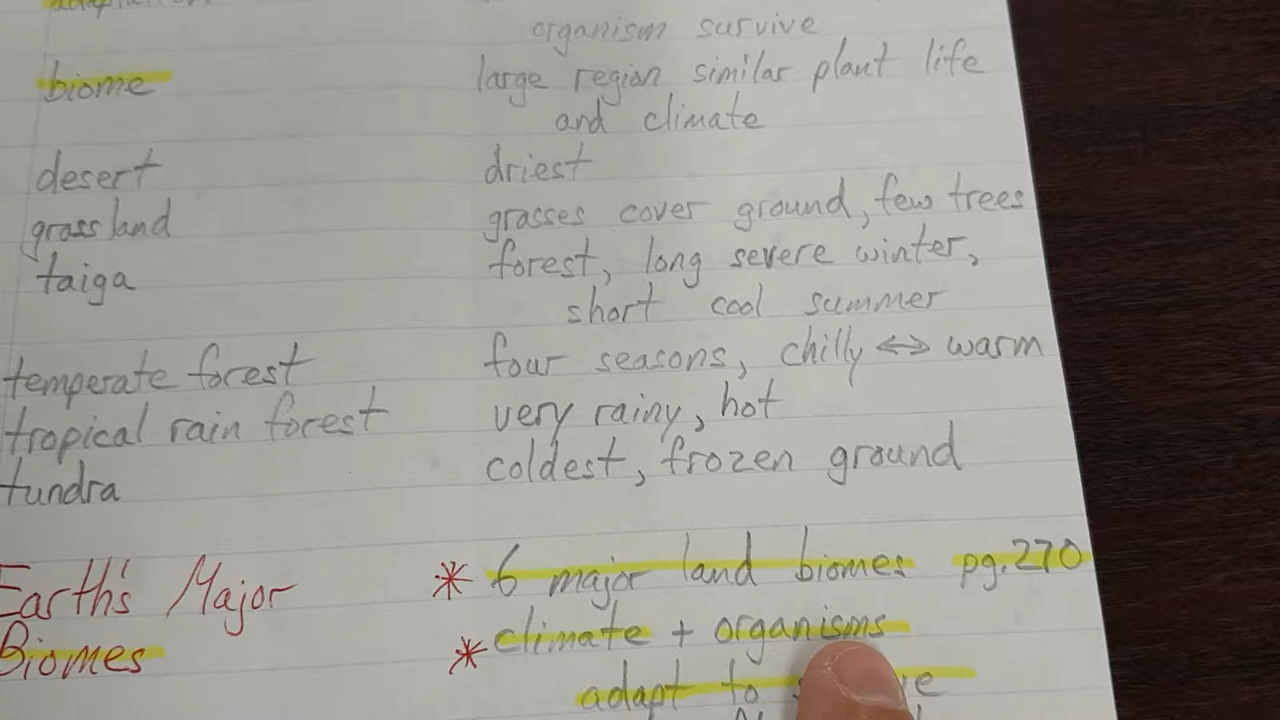 organism survive
biome large region similar plant life
and climate
desert driest
grassland grasses cover ground, few trees
taiga forest, long severe winter,
short cool summer
temperate forest four seasons, chilly ↔ warm
tropical rain forest very rainy, hot
tundra coldest, frozen ground
Earth's Major * 6 major land biomes pg. 270
Biomes * climate + organisms
adapt to